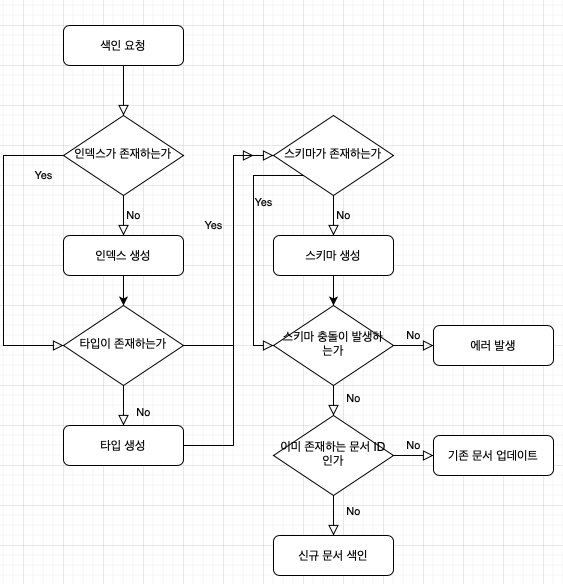 색인 요청
인덱스가 존재하는가
Yes
No
인덱스 생성
타입이 존재하는가
Yes
No
타입 생성
스키마가 존재하는가
Yes
No
스키마 생성
스키마 충돌이 발생하
는가
No
에러 발생
No
이미 존재하는 문서 ID
인가
No
기존 문서 업데이트
No
신규 문서 색인